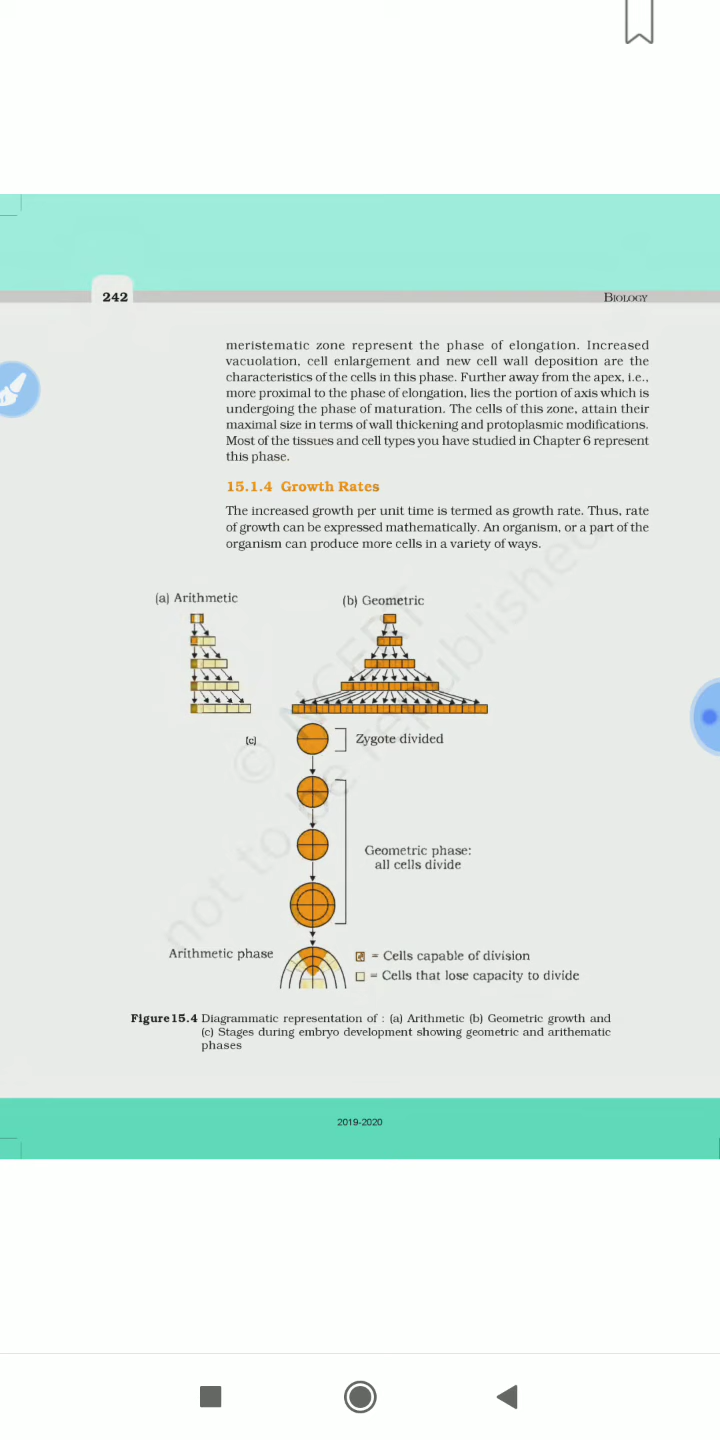 242
BIOLOGY
meristematic zone represent the phase of elongation. Increased
vacuolation, cell enlargement and new cell wall deposition are the
characteristics of the cells in this phase. Further away from the apex, i.e.,
more proximal to the phase of elongation, lies the portion of axis which is
undergoing the phase of maturation. The cells of this zone, attain their
maximal size in terms of wall thickening and protoplasmic modifications.
Most of the tissues and cell types you have studied in Chapter 6 represent
this phase.
15.1.4 Growth Rates
The increased growth per unit time is termed as growth rate. Thus, rate
of growth can be expressed mathematically. An organism, or a part of the
organism can produce more cells in a variety of ways.
(a) Arithmetic
(b) Geometric
(c)
Zygote divided
Geometric phase:
all cells divide
Arithmetic phase
= Cells capable of division
= Cells that lose capacity to divide
© NCERT
not to be republished
Figure 15.4 Diagrammatic representation of : (a) Arithmetic (b) Geometric growth and
(c) Stages during embryo development showing geometric and arithematic
phases
2019-2020